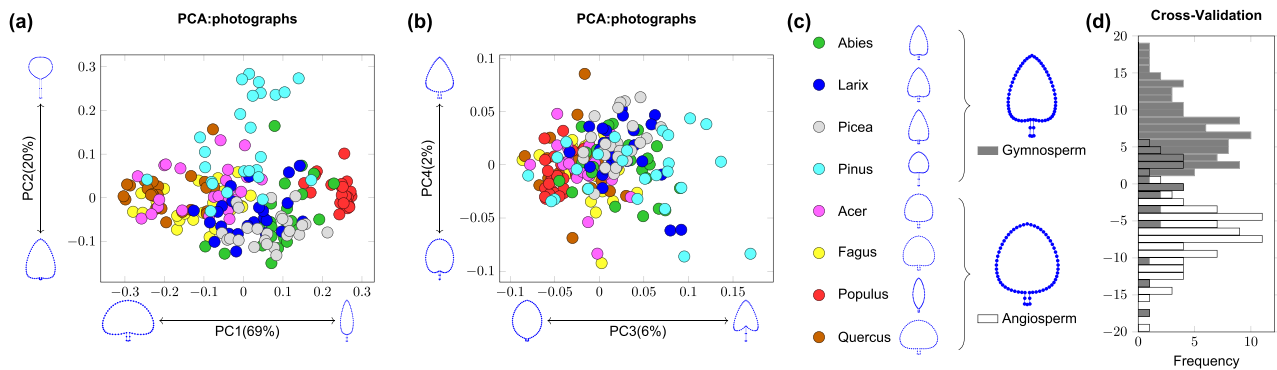 (a)
PCA:photographs
PC2(20%)
0.3
0.2
0.1
0
−0.1
−0.3
−0.2
−0.1
0
0.1
0.2
0.3
PC1(69%)
(b)
PCA:photographs
PC4(2%)
0.1
0.05
0
−0.05
−0.1
−0.1
−0.05
0
0.05
0.1
0.15
PC3(6%)
(c)
Abies
Larix
Picea
Pinus
Acer
Fagus
Populus
Quercus
Gymnosperm
Angiosperm
(d)
Cross-Validation
20
15
10
5
0
−5
−10
−15
−20
0
5
10
Frequency